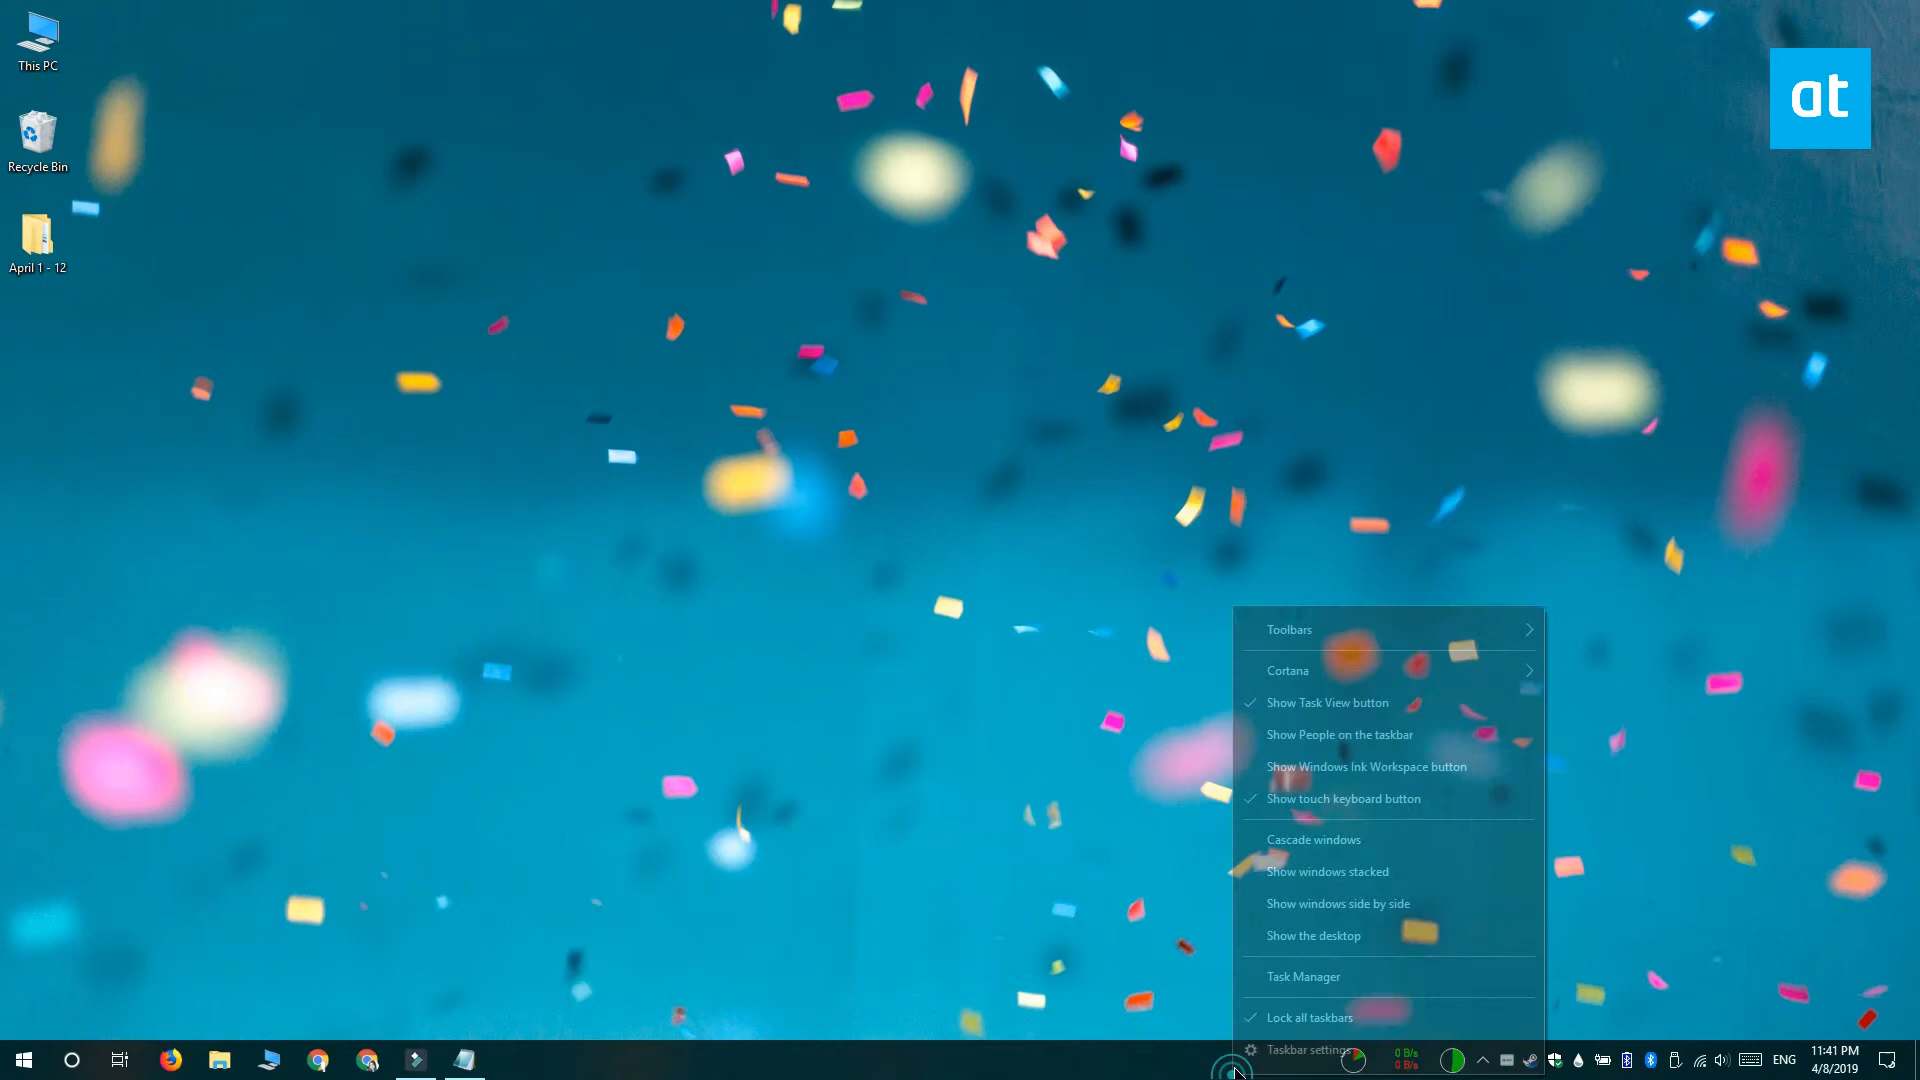 This PC
Recycle Bin
April 1 - 12
at
Toolbars
Cortana
Show Task View button
Show People on the taskbar
Show Windows Ink Workspace button
Show touch keyboard button
Cascade windows
Show windows stacked
Show windows side by side
Show the desktop
Task Manager
Lock all taskbars
Taskbar settings
0 B/s
0 B/s
ENG
11:41 PM
4/8/2019